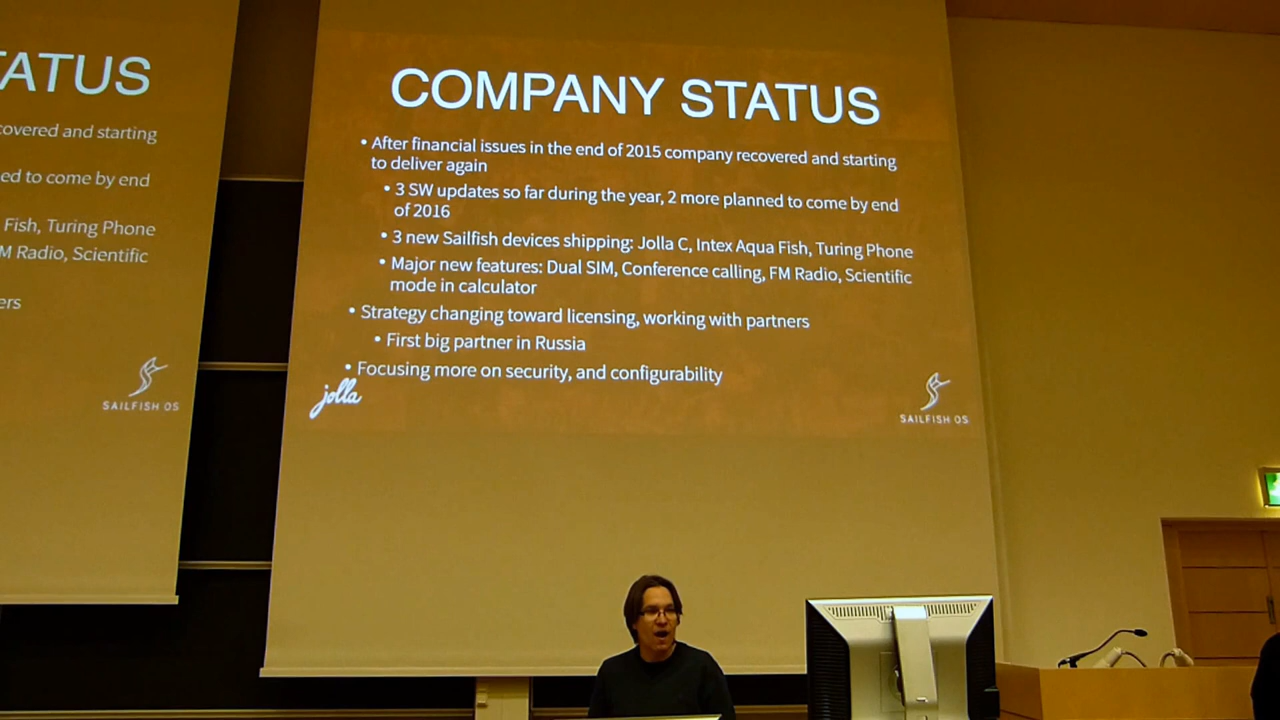 TATUS
covered and starting
ed to come by end
Fish, Turing Phone
M Radio, Scientific
ers
SAILFISH OS
COMPANY STATUS
• After financial issues in the end of 2015 company recovered and starting
to deliver again
• 3 SW updates so far during the year, 2 more planned to come by end
of 2016
• 3 new Sailfish devices shipping: Jolla C, Intex Aqua Fish, Turing Phone
• Major new features: Dual SIM, Conference calling, FM Radio, Scientific
mode in calculator
• Strategy changing toward licensing, working with partners
• First big partner in Russia
• Focusing more on security, and configurability
jolla
SAILFISH OS